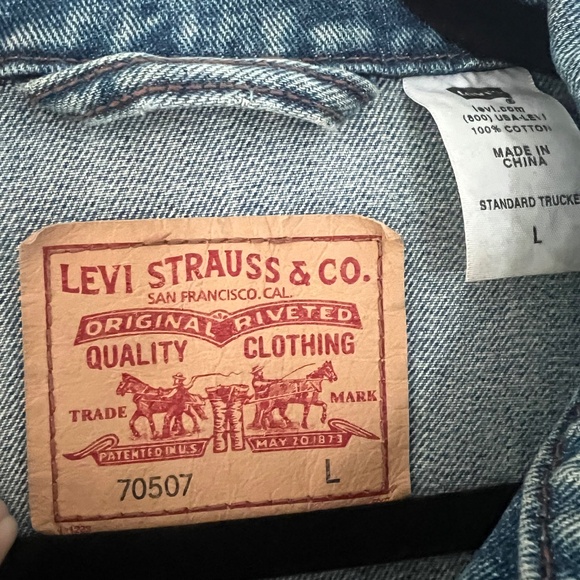 levi.com
(800) USA-LEVI
100% COTTON
MADE IN
CHINA
STANDARD TRUCKE
L
LEVI STRAUSS & CO.
SAN FRANCISCO. CAL.
ORIGINAL RIVETED
QUALITY CLOTHING
TRADE MARK
PATENTED IN U.S. MAY 20 1873
70507 L